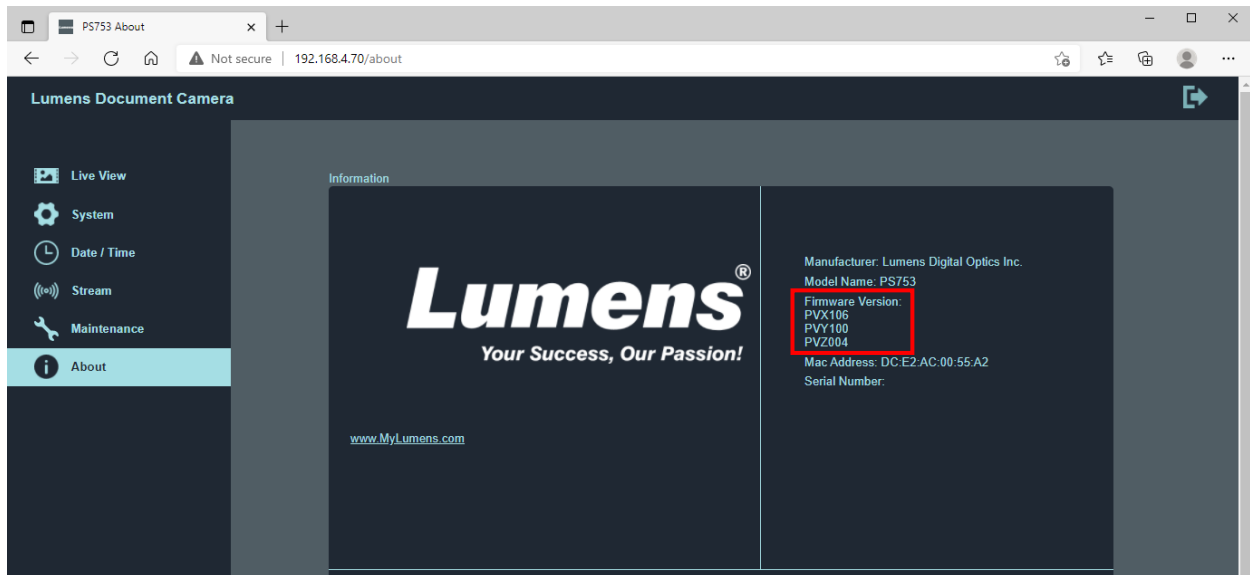 PS753 About
Not secure | 192.168.4.70/about
Lumens Document Camera
Live View
System
Date / Time
Stream
Maintenance
About
Information
Lumens®
Your Success, Our Passion!
www.MyLumens.com
Manufacturer: Lumens Digital Optics Inc.
Model Name: PS753
Firmware Version:
PVX106
PVY100
PVZ004
Mac Address: DC:E2:AC:00:55:A2
Serial Number: